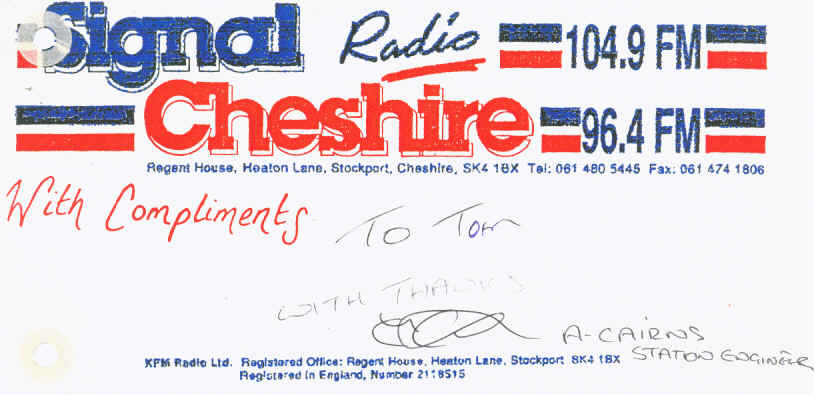 Signal Radio 104.9 FM
Cheshire 96.4 FM
Regent House, Heaton Lane, Stockport, Cheshire, SK4 1BX Tel: 061 480 5445 Fax: 061 474 1806
With Compliments
To Tom
WITH THANKS
A-CAIRNS
STATION ENGINEER
KFM Radio Ltd. Registered Office: Regent House, Heaton Lane, Stockport SK4 1BX
Registered in England, Number 2118515